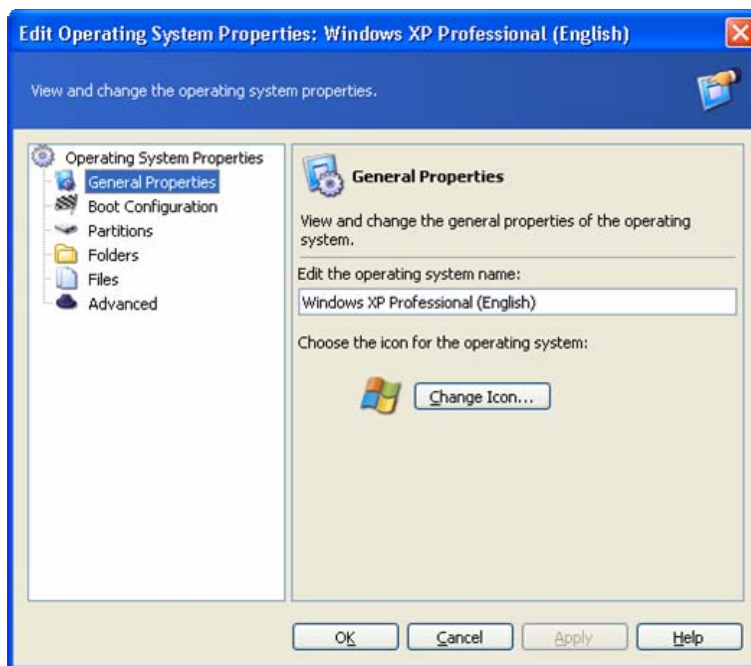 Edit Operating System Properties: Windows XP Professional (English)
View and change the operating system properties.
Operating System Properties
General Properties
Boot Configuration
Partitions
Folders
Files
Advanced
General Properties
View and change the general properties of the operating
system.
Edit the operating system name:
Windows XP Professional (English)
Choose the icon for the operating system:
Change Icon...
OK
Cancel
Apply
Help